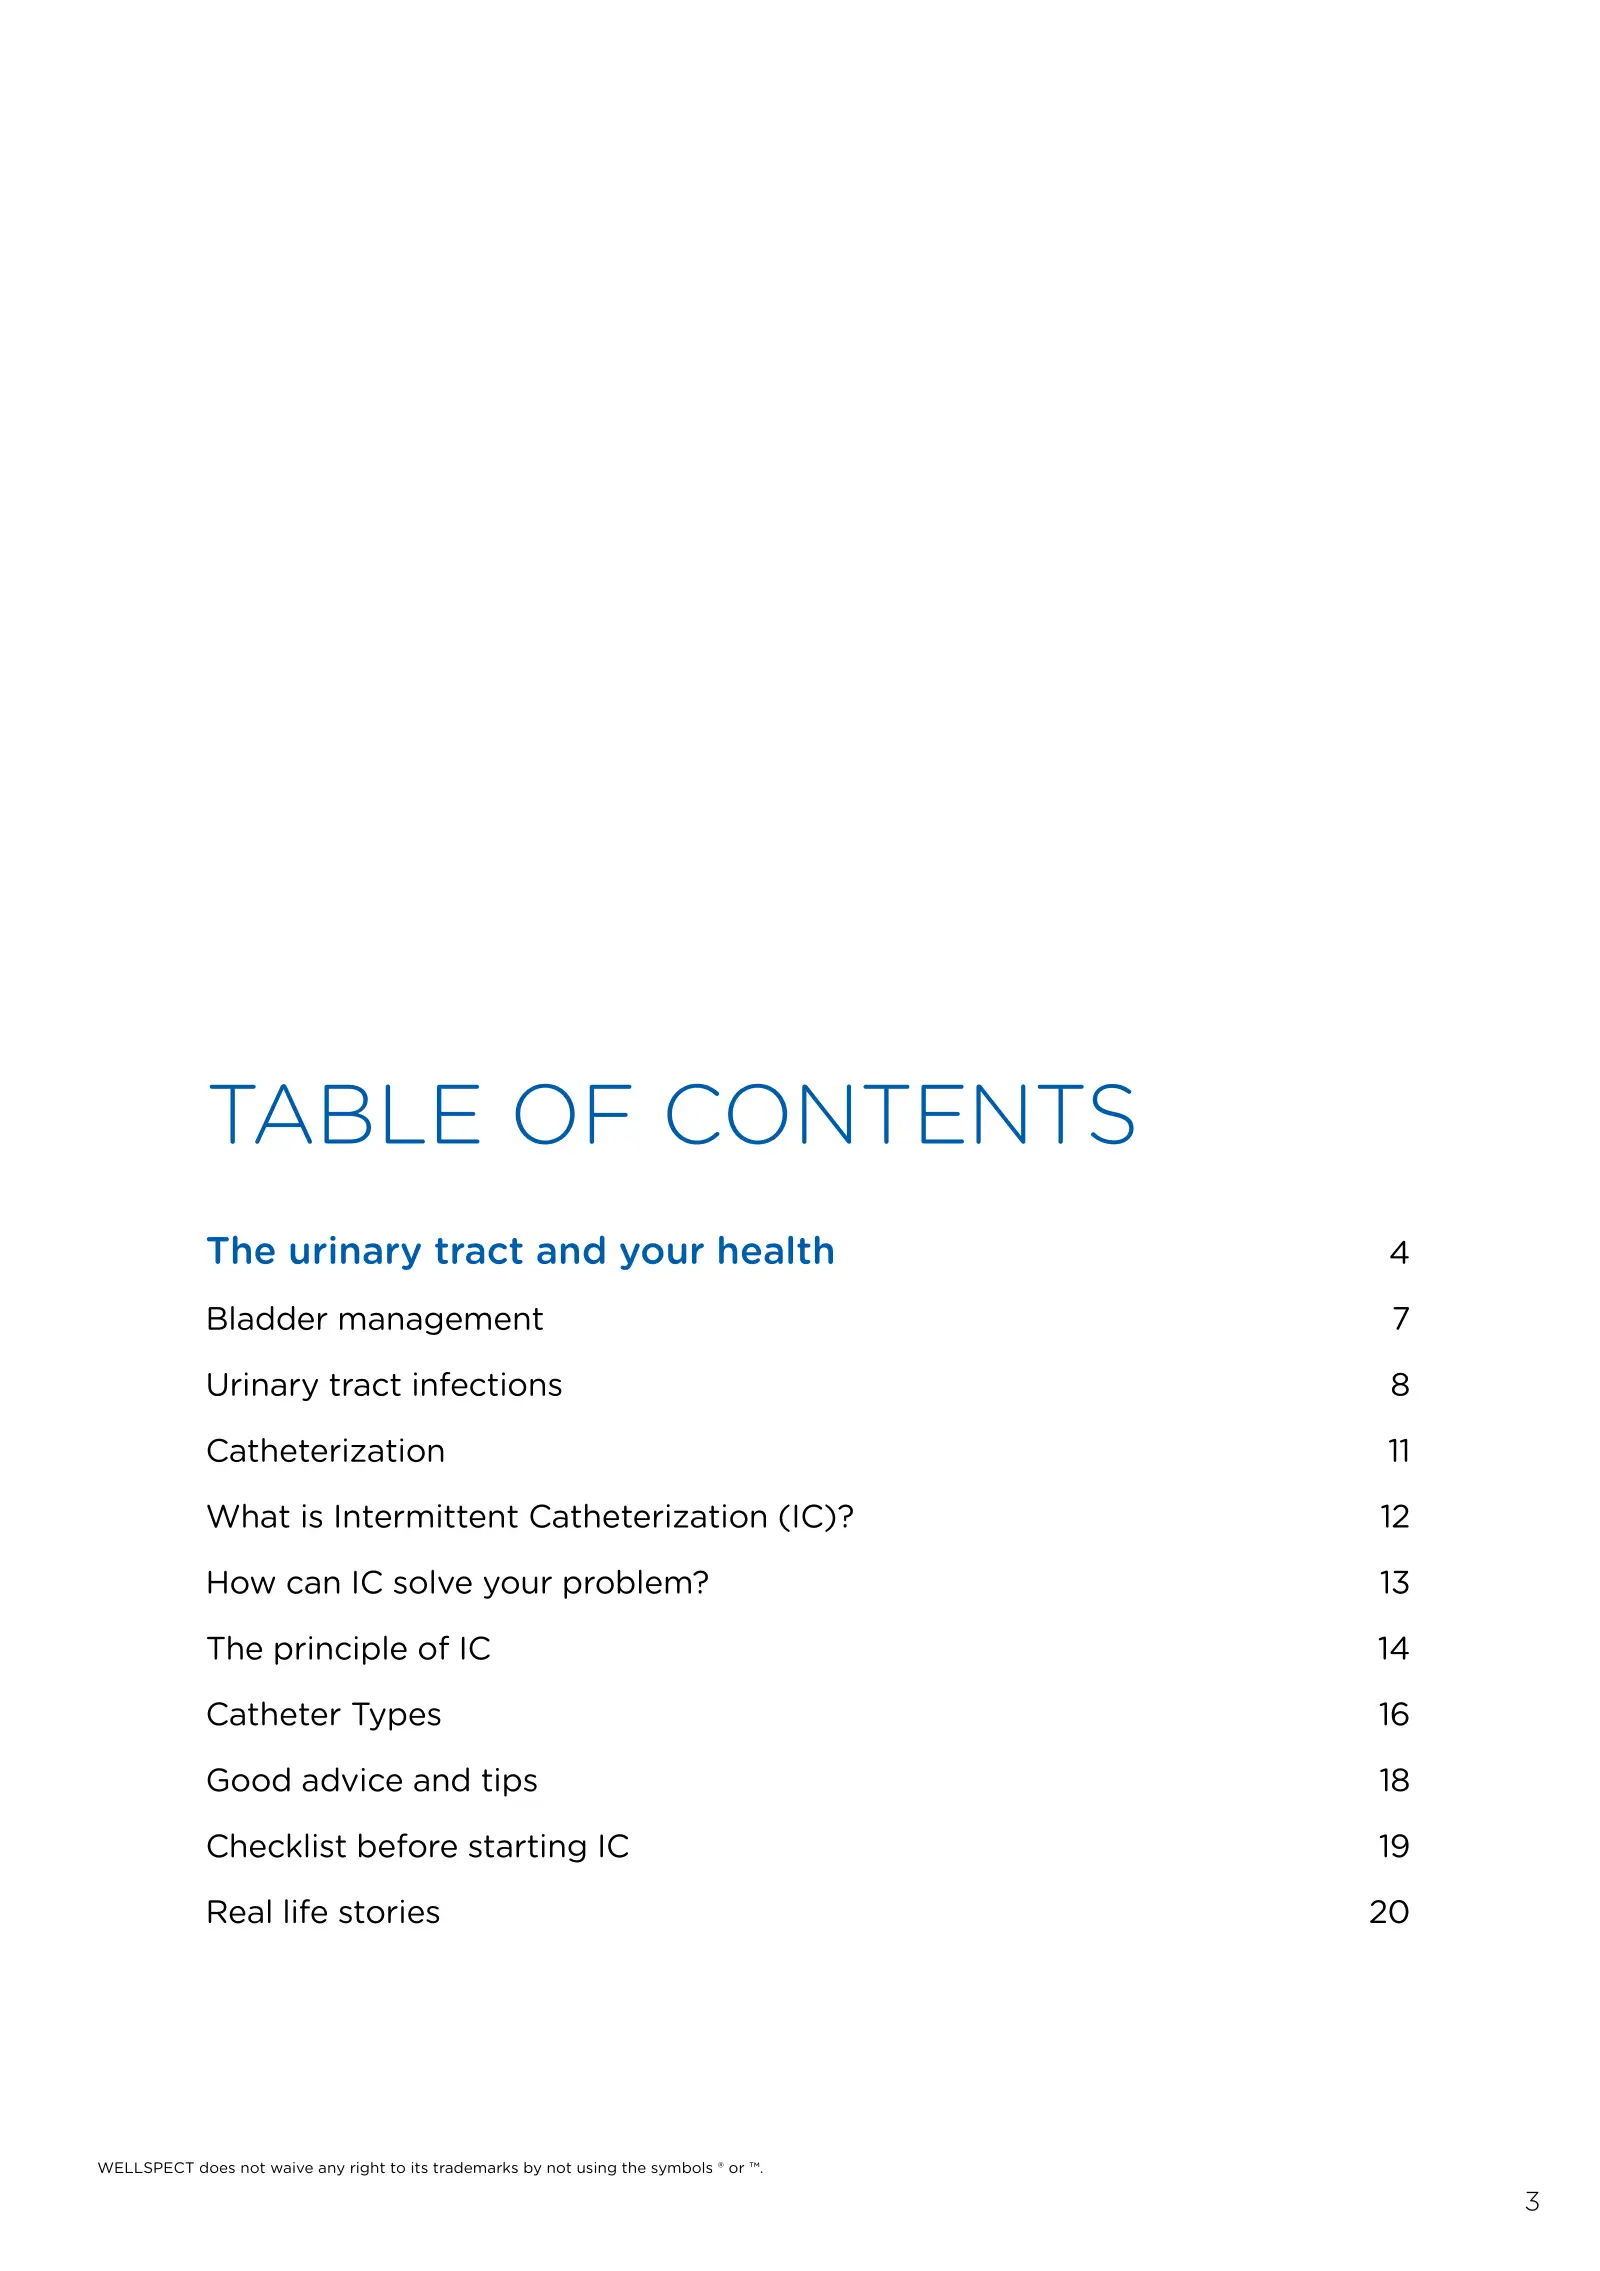 TABLE OF CONTENTS
The urinary tract and your health 4
Bladder management 7
Urinary tract infections 8
Catheterization 11
What is Intermittent Catheterization (IC)? 12
How can IC solve your problem? 13
The principle of IC 14
Catheter Types 16
Good advice and tips 18
Checklist before starting IC 19
Real life stories 20
WELLSPECT does not waive any right to its trademarks by not using the symbols ® or ™.
3